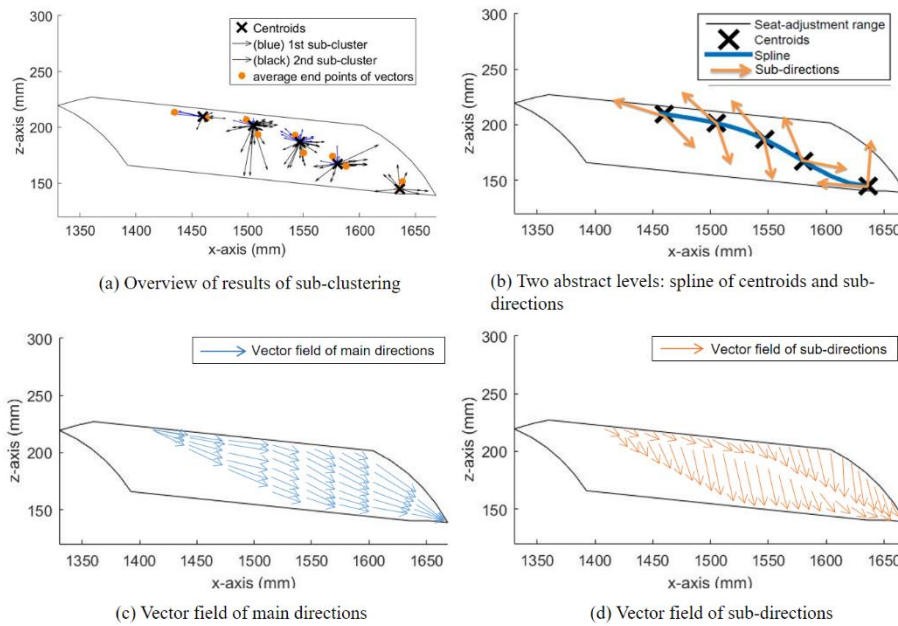 300
250
200
150
z-axis (mm)
1350 1400 1450 1500 1550 1600 1650
x-axis (mm)
Centroids
(blue) 1st sub-cluster
(black) 2nd sub-cluster
average end points of vectors
(a) Overview of results of sub-clustering
300
250
200
150
z-axis (mm)
1350 1400 1450 1500 1550 1600 1650
x-axis (mm)
Seat-adjustment range
Centroids
Spline
Sub-directions
(b) Two abstract levels: spline of centroids and sub-
directions
300
250
200
150
z-axis (mm)
1350 1400 1450 1500 1550 1600 1650
x-axis (mm)
Vector field of main directions
(c) Vector field of main directions
300
250
200
150
z-axis (mm)
1350 1400 1450 1500 1550 1600 1650
x-axis (mm)
Vector field of sub-directions
(d) Vector field of sub-directions